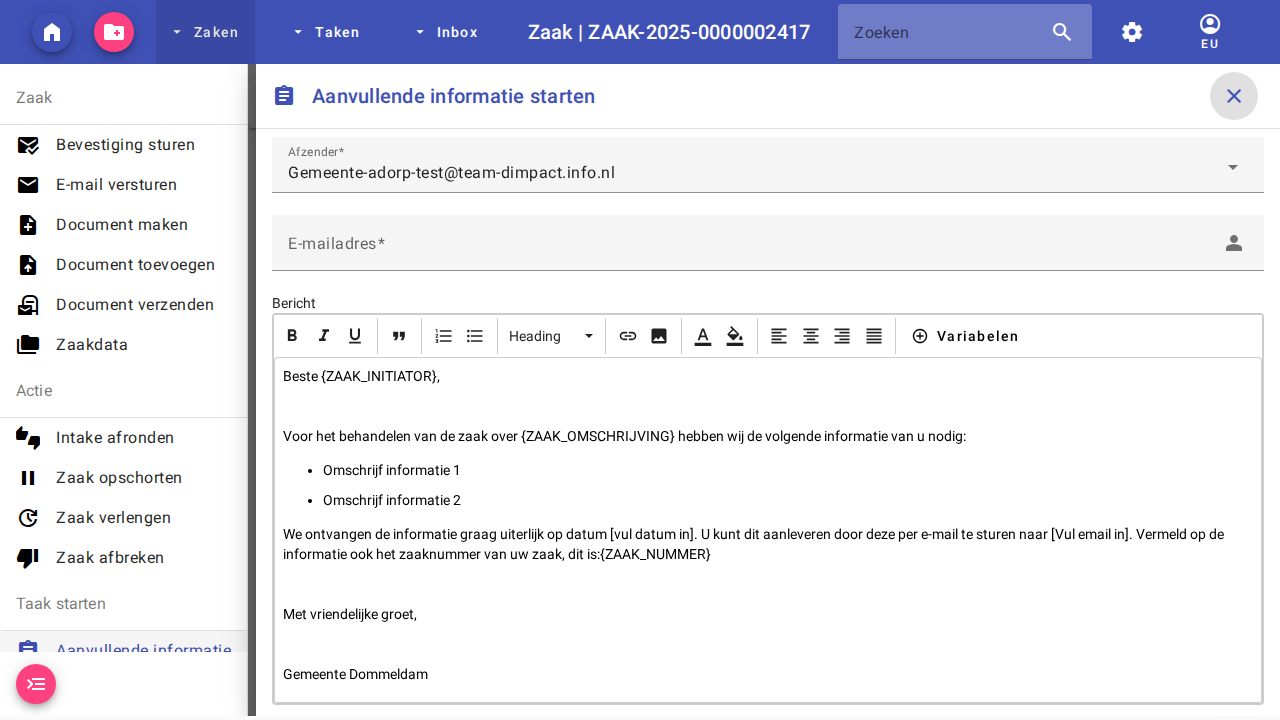 Zaken
Taken
Inbox
Zaak | ZAAK-2025-0000002417
Zoeken
EU
Zaak
Bevestiging sturen
E-mail versturen
Document maken
Document toevoegen
Document verzenden
Zaakdata
Actie
Intake afronden
Zaak opschorten
Zaak verlengen
Zaak afbreken
Taak starten
Aanvullende informatie
Aanvullende informatie starten
Afzender*
Gemeente-adorp-test@team-dimpact.info.nl
E-mailadres*
Bericht
Heading
Variabelen
Beste {ZAAK_INITIATOR},
Voor het behandelen van de zaak over {ZAAK_OMSCHRIJVING} hebben wij de volgende informatie van u nodig:
• Omschrijf informatie 1
• Omschrijf informatie 2
We ontvangen de informatie graag uiterlijk op datum [vul datum in]. U kunt dit aanleveren door deze per e-mail te sturen naar [Vul email in]. Vermeld op de
informatie ook het zaaknummer van uw zaak, dit is:{ZAAK_NUMMER}
Met vriendelijke groet,
Gemeente Dommeldam